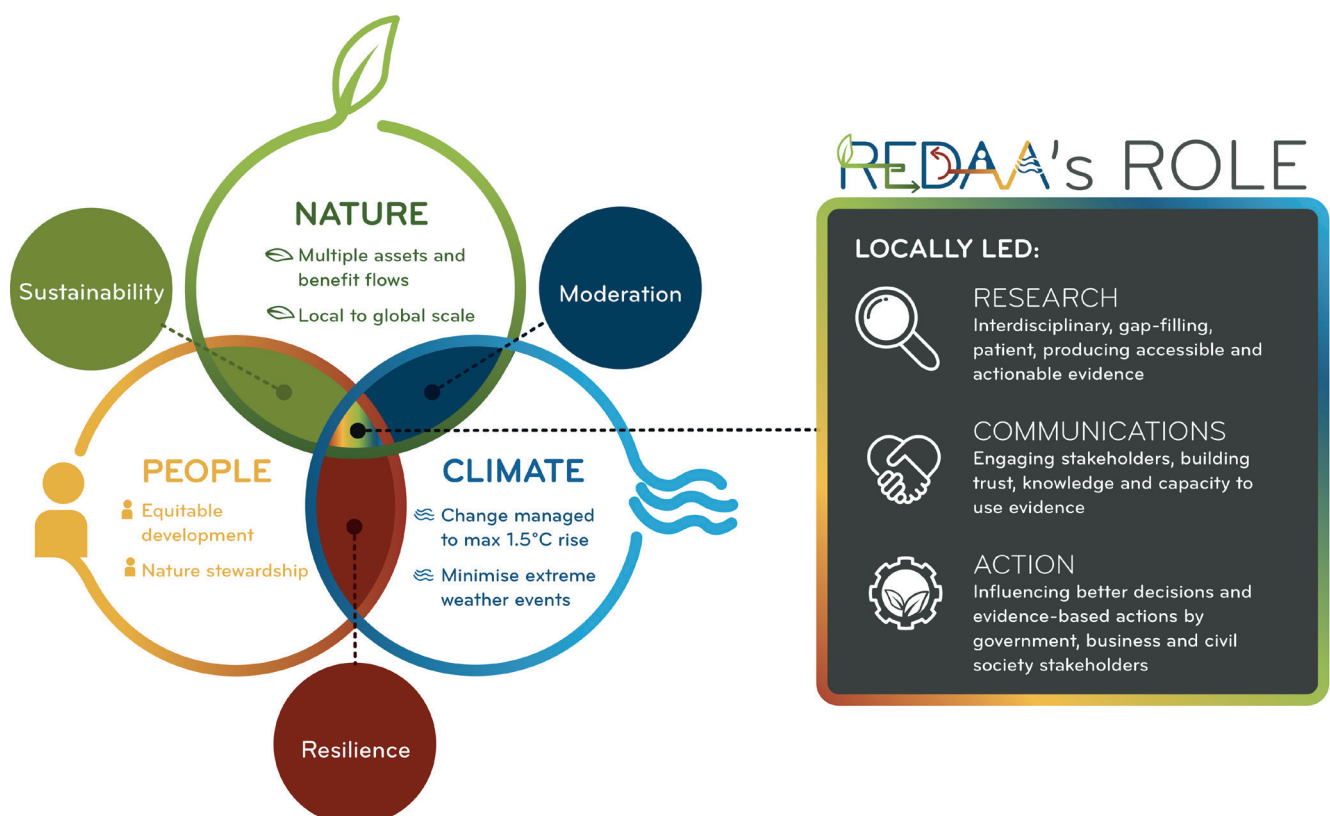 NATURE
Multiple assets and
benefit flows
Local to global scale
Sustainability
Moderation
PEOPLE
Equitable
development
Nature stewardship
CLIMATE
Change managed
to max 1.5°C rise
Minimise extreme
weather events
Resilience
REDAA's ROLE
LOCALLY LED:
RESEARCH
Interdisciplinary, gap-filling,
patient, producing accessible and
actionable evidence
COMMUNICATIONS
Engaging stakeholders, building
trust, knowledge and capacity to
use evidence
ACTION
Influencing better decisions and
evidence-based actions by
government, business and civil
society stakeholders